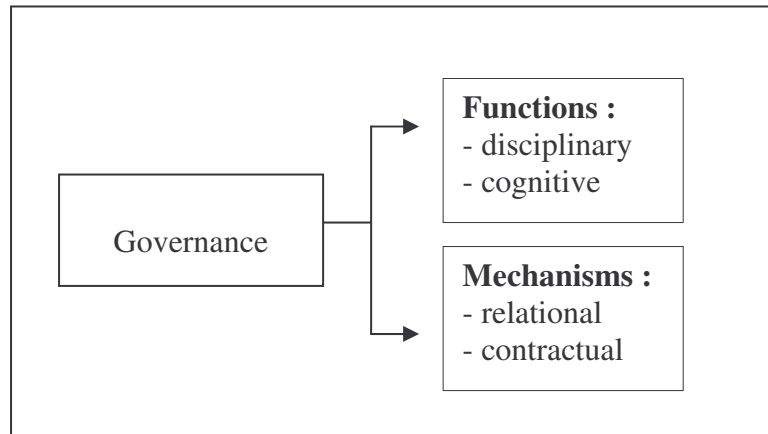 Functions :
- disciplinary
- cognitive
Governance
Mechanisms :
- relational
- contractual